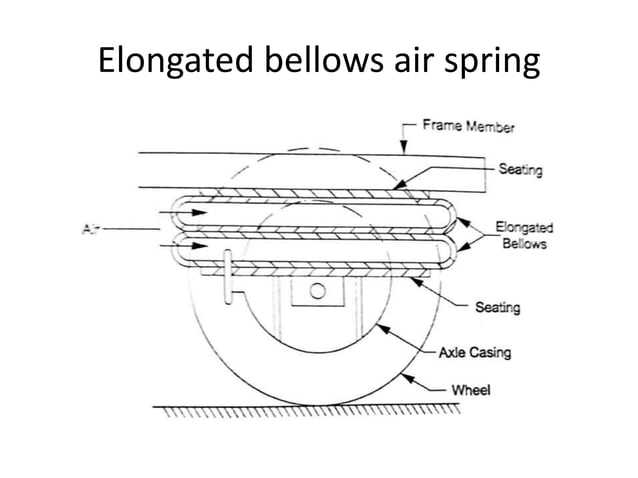 Elongated bellows air spring
Frame Member
Seating
Air
Elongated
Bellows
Seating
Axle Casing
Wheel